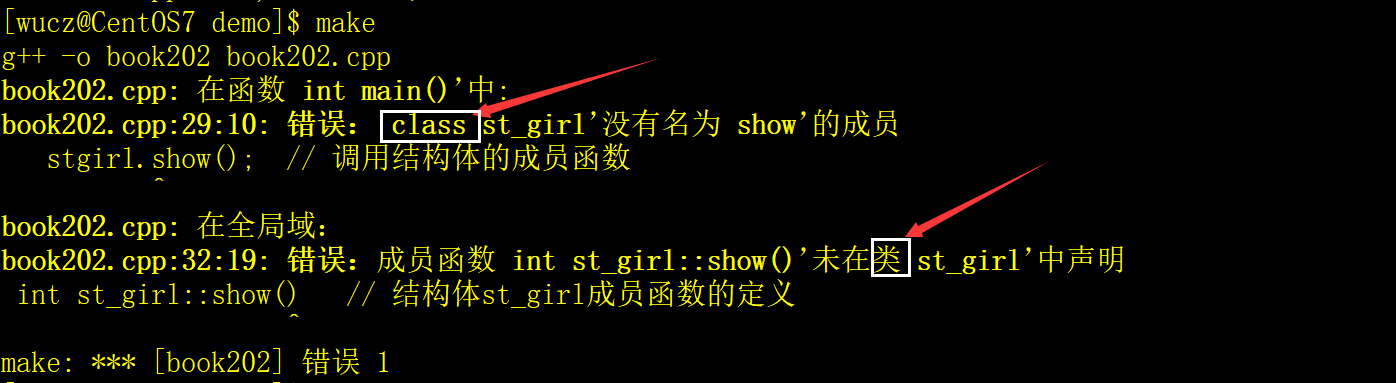 [wucz@CentOS7 demo]$ make
g++ -o book202 book202.cpp
book202.cpp: 在函数 int main()’中:
book202.cpp:29:10: 错误： class st_girl’没有名为 show’的成员
stgirl.show();  // 调用结构体的成员函数
^
book202.cpp: 在全局域：
book202.cpp:32:19: 错误：成员函数 int st_girl::show()’未在类 st_girl’中声明
int st_girl::show()   // 结构体st_girl成员函数的定义
^
make: *** [book202] 错误 1